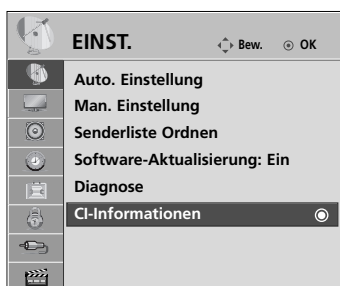 EINST.
Bew. OK
Auto. Einstellung
Man. Einstellung
Senderliste Ordnen
Software-Aktualisierung: Ein
Diagnose
CI-Informationen